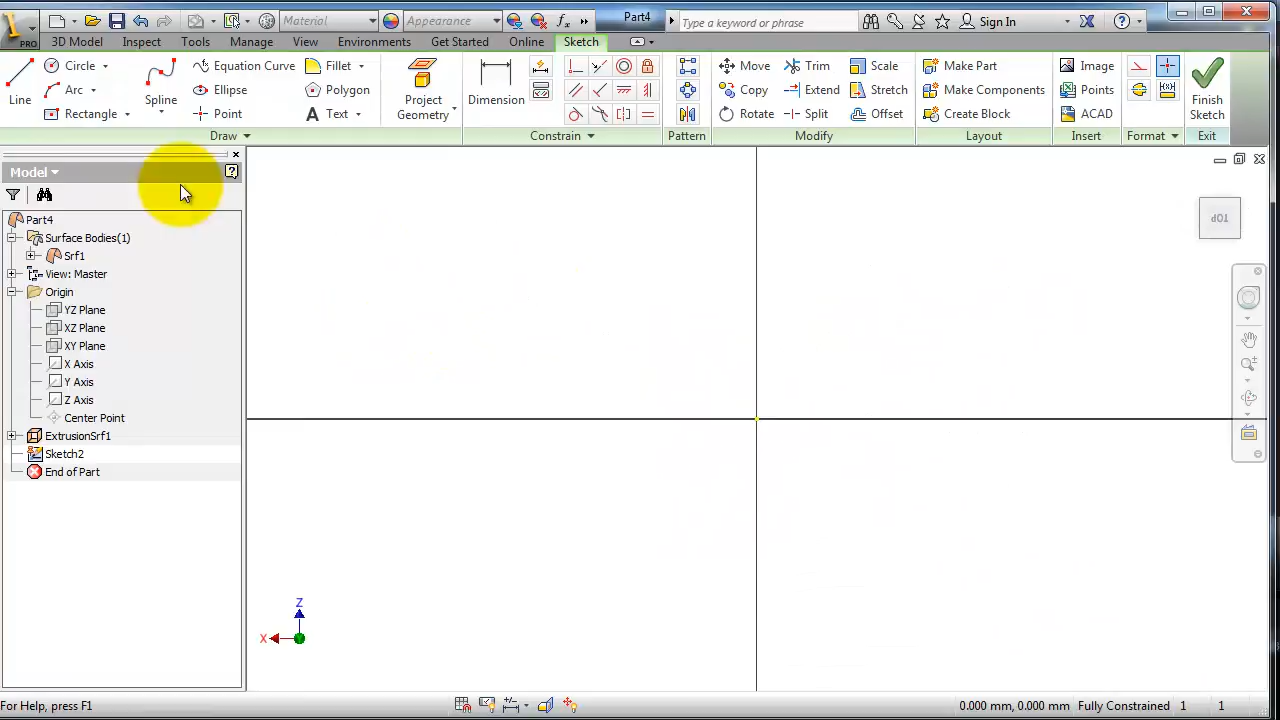 PRO
Material
Appearance
Part4
Type a keyword or phrase
Sign In
3D Model
Inspect
Tools
Manage
View
Environments
Get Started
Online
Sketch
Line
Circle
Arc
Rectangle
Spline
Equation Curve
Ellipse
Point
Fillet
Polygon
Text
Project Geometry
Dimension
Move
Copy
Rotate
Trim
Extend
Split
Scale
Stretch
Offset
Make Part
Make Components
Create Block
Image
Points
ACAD
Finish Sketch
Draw
Constrain
Pattern
Modify
Layout
Insert
Format
Exit
Model
Part4
Surface Bodies(1)
Srf1
View: Master
Origin
YZ Plane
XZ Plane
XY Plane
X Axis
Y Axis
Z Axis
Center Point
ExtrusionSrf1
Sketch2
End of Part
TOP
Z
X
For Help, press F1
0.000 mm, 0.000 mm Fully Constrained 1 1